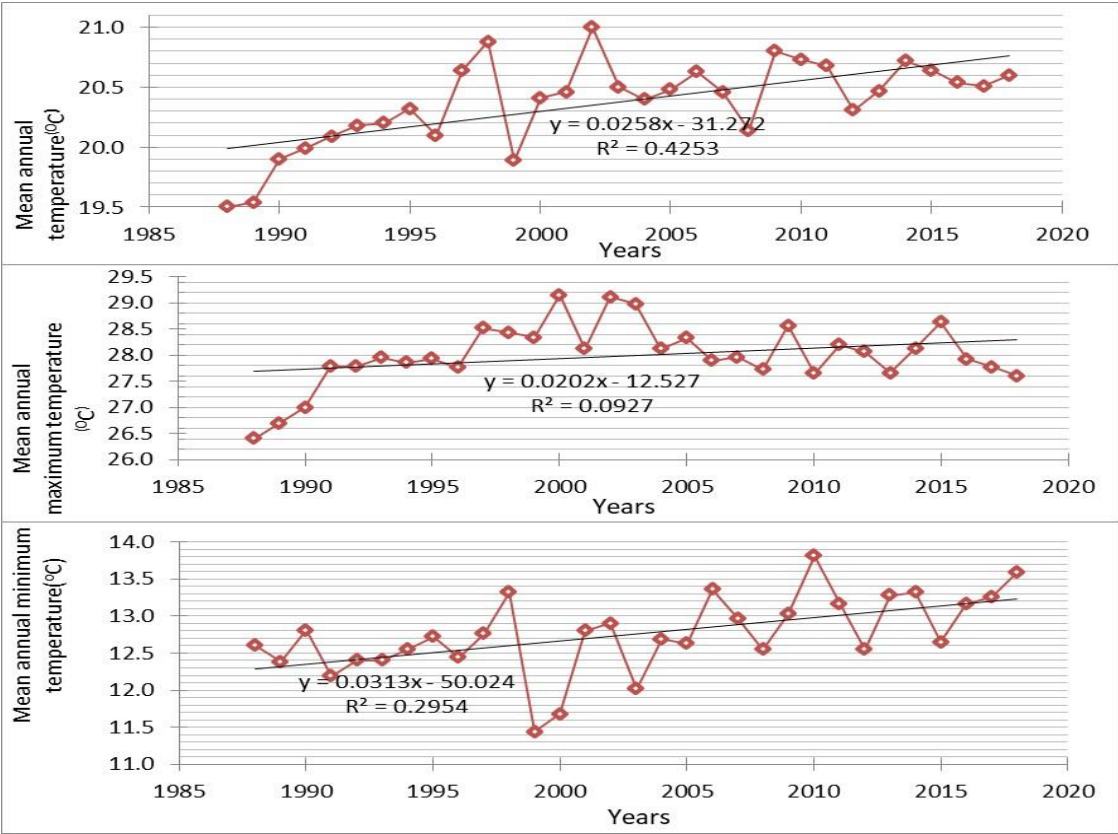 Mean annual
temperature(⁰C)
21.0
20.5
20.0
19.5
y = 0.0258x - 31.272
R² = 0.4253
1985 1990 1995 2000 2005 2010 2015 2020
Years
Mean annual
maximum temperature
(⁰C)
29.5
29.0
28.5
28.0
27.5
27.0
26.5
26.0
y = 0.0202x - 12.527
R² = 0.0927
1985 1990 1995 2000 2005 2010 2015 2020
Years
Mean annual minimum
temperature(⁰C)
14.0
13.5
13.0
12.5
12.0
11.5
11.0
y = 0.0313x - 50.024
R² = 0.2954
1985 1990 1995 2000 2005 2010 2015 2020
Years